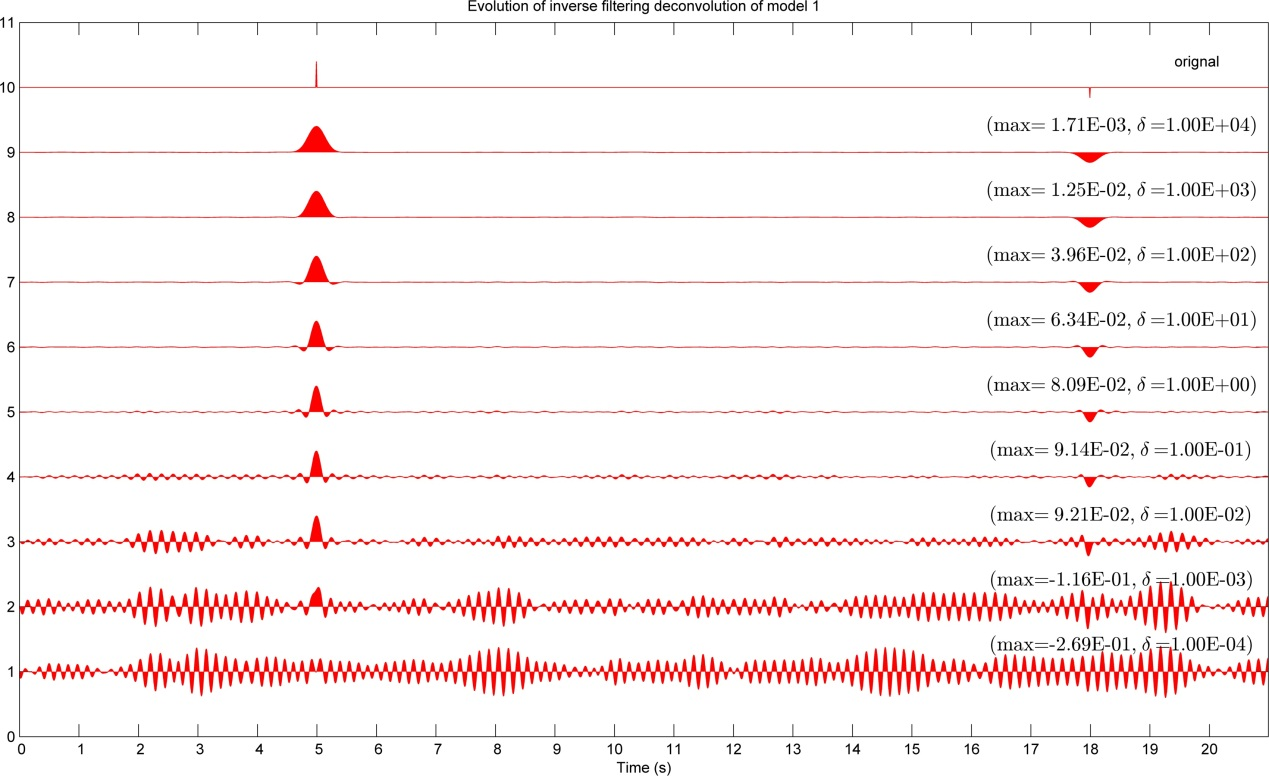 Evolution of inverse filtering deconvolution of model 1
11
orignal
10
(max= 1.71E-03, δ =1.00E+04)
9
(max= 1.25E-02, δ =1.00E+03)
8
(max= 3.96E-02, δ =1.00E+02)
7
(max= 6.34E-02, δ =1.00E+01)
6
(max= 8.09E-02, δ =1.00E+00)
5
(max= 9.14E-02, δ =1.00E-01)
4
(max= 9.21E-02, δ =1.00E-02)
3
(max=-1.16E-01, δ =1.00E-03)
2
(max=-2.69E-01, δ =1.00E-04)
1
0
0 1 2 3 4 5 6 7 8 9 10 11 12 13 14 15 16 17 18 19 20
Time (s)